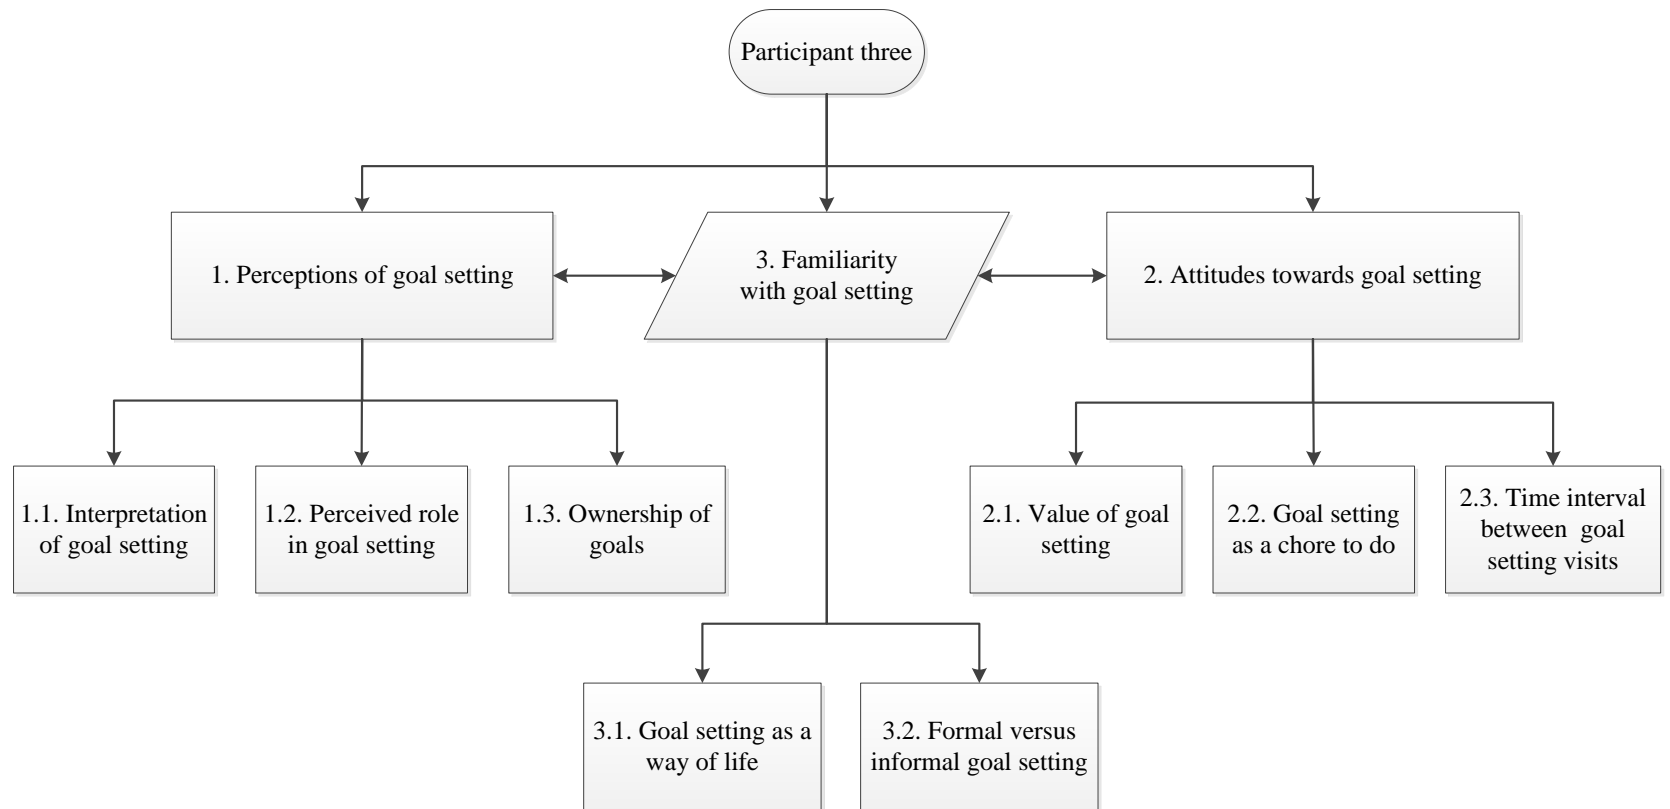 Participant three
1. Perceptions of goal setting
3. Familiarity
with goal setting
2. Attitudes towards goal setting
1.1. Interpretation
of goal setting
1.2. Perceived role
in goal setting
1.3. Ownership of
goals
2.1. Value of goal
setting
2.2. Goal setting
as a chore to do
2.3. Time interval
between  goal
setting visits
3.1. Goal setting as a
way of life
3.2. Formal versus
informal goal setting